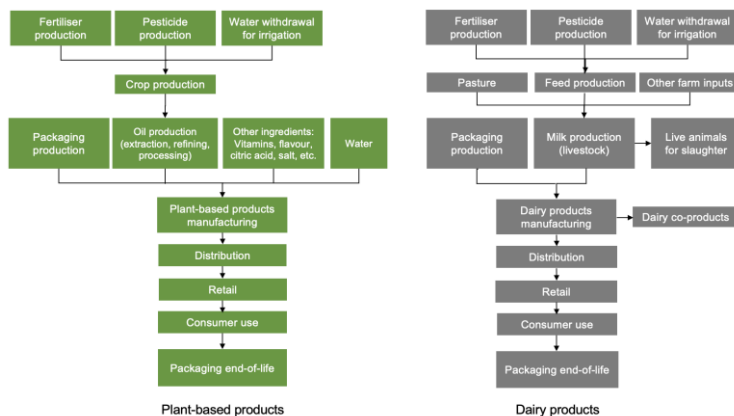 Fertiliser
production
Pesticide
production
Water withdrawal
for irrigation
Crop production
Packaging
production
Oil production
(extraction, refining,
processing)
Other ingredients:
Vitamins, flavour,
citric acid, salt, etc.
Water
Plant-based products
manufacturing
Distribution
Retail
Consumer use
Packaging end-of-life
Plant-based products
Fertiliser
production
Pesticide
production
Water withdrawal
for irrigation
Pasture
Feed production
Other farm inputs
Packaging
production
Milk production
(livestock)
Live animals
for slaughter
Dairy products
manufacturing
Dairy co-products
Distribution
Retail
Consumer use
Packaging end-of-life
Dairy products